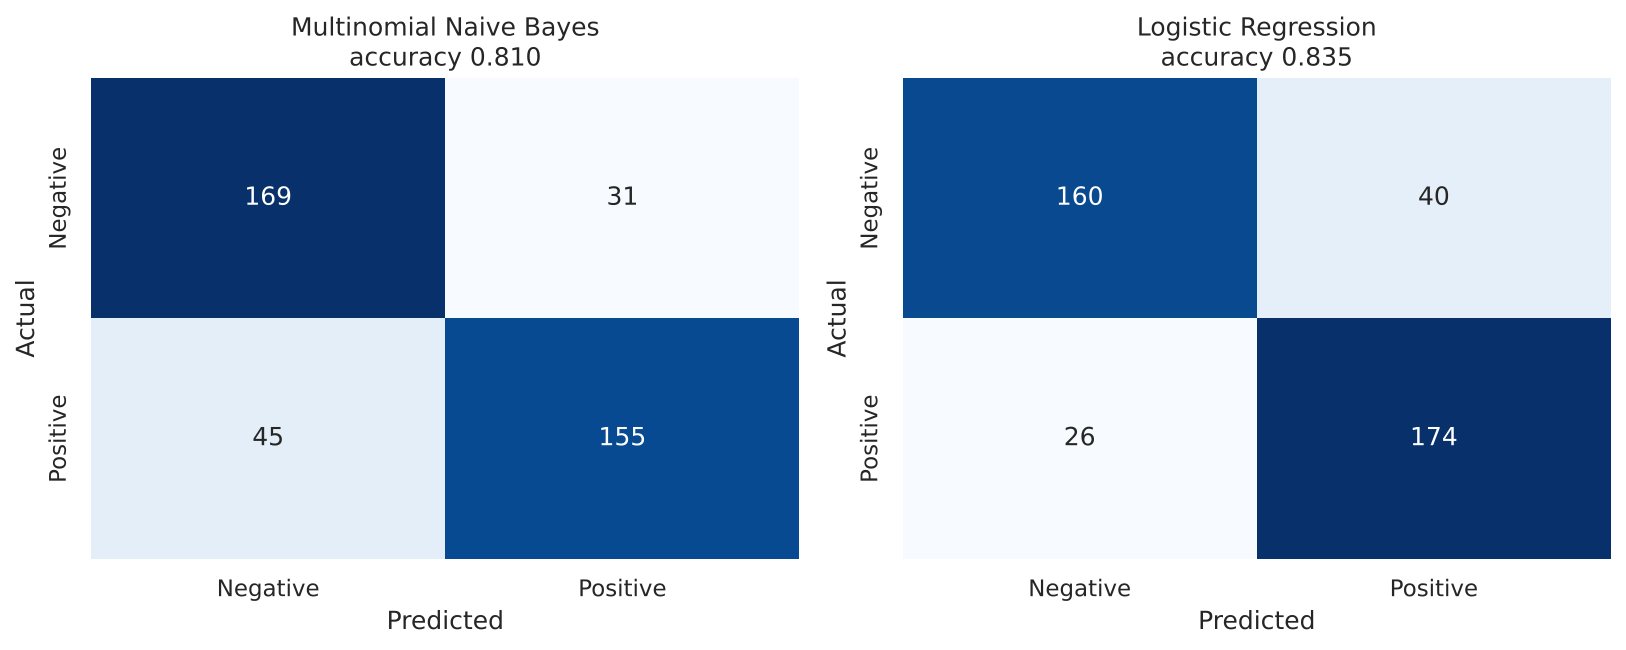 Multinomial Naive Bayes
accuracy 0.810
Actual
Negative
169
31
Positive
45
155
Negative
Positive
Predicted
Logistic Regression
accuracy 0.835
Actual
Negative
160
40
Positive
26
174
Negative
Positive
Predicted